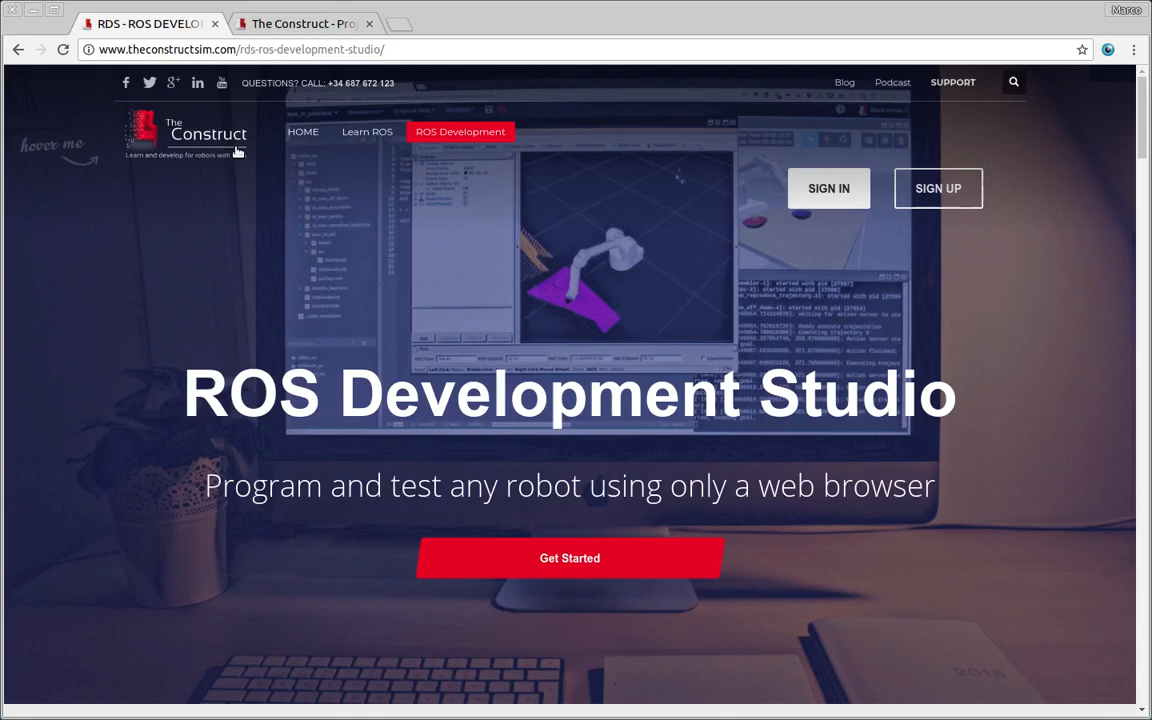 RDS - ROS DEVELO
The Construct - Pro
Marco
www.theconstructsim.com/rds-ros-development-studio/
QUESTIONS? CALL: +34 687 672 123
Blog
Podcast
SUPPORT
The
Construct
Learn and develop for robots with
HOME
Learn ROS
ROS Development
hover me
SIGN IN
SIGN UP
ROS Development Studio
Program and test any robot using only a web browser
Get Started
2016